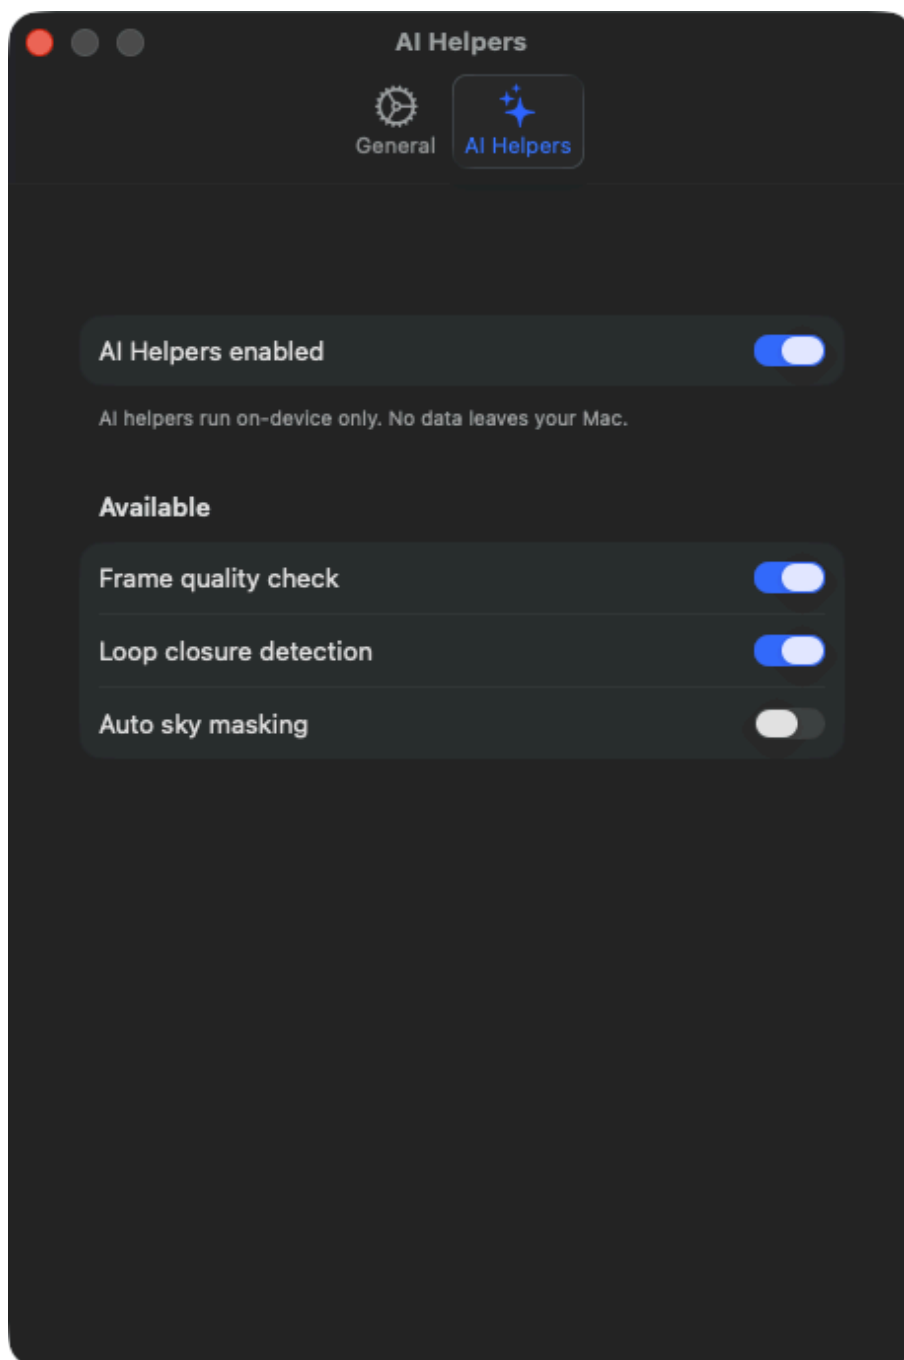 AI Helpers
General
AI Helpers
AI Helpers enabled
AI helpers run on-device only. No data leaves your Mac.
Available
Frame quality check
Loop closure detection
Auto sky masking